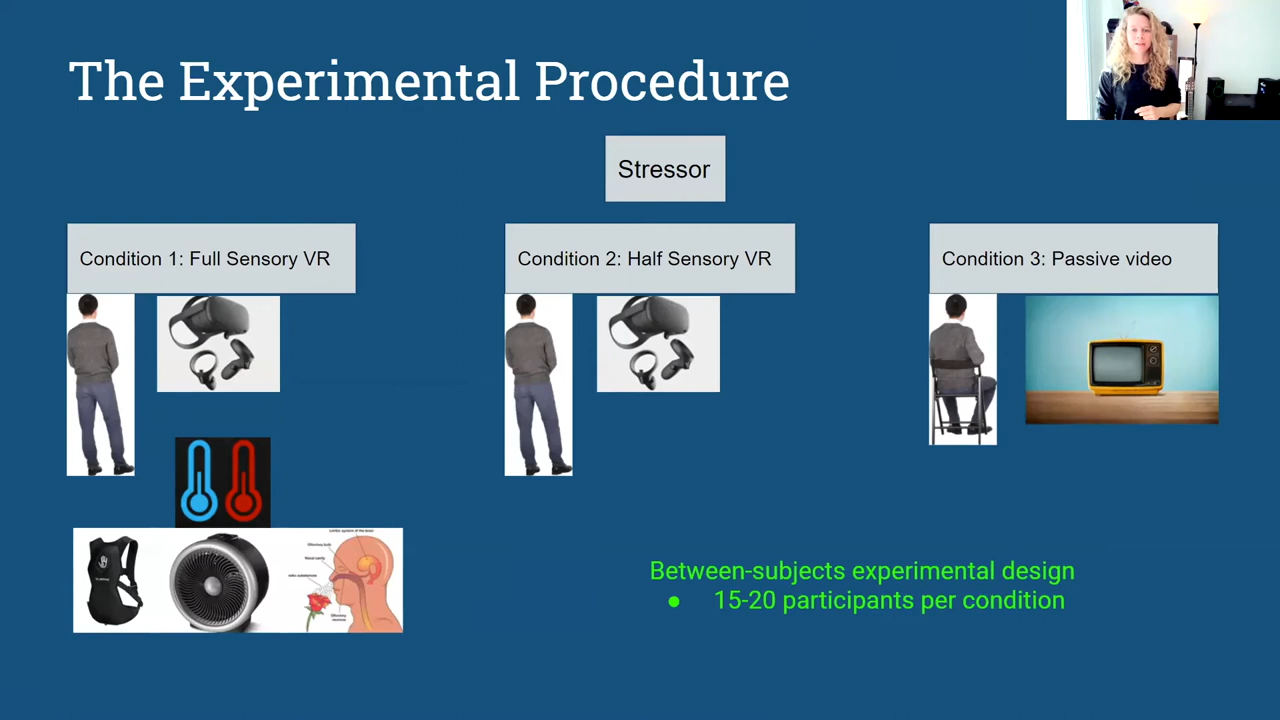 The Experimental Procedure
Stressor
Condition 1: Full Sensory VR
Condition 2: Half Sensory VR
Condition 3: Passive video
Between-subjects experimental design
● 15-20 participants per condition